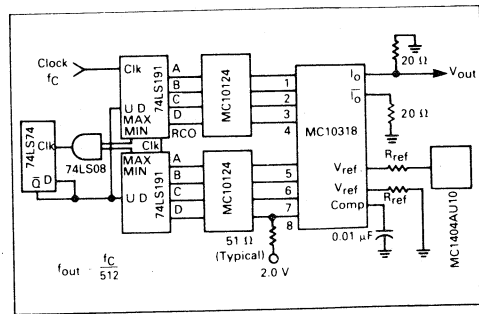 Clock
fC
Clk
74LS191
U D
MAX
MIN
RCO
A
B
C
D
MC10124
1
2
3
4
MC10318
IO
IO
20 Ω
Vout
20 Ω
74LS74
Clk
Q D
74LS08
Clk
MAX
MIN
74LS191
U D
A
B
C
D
MC10124
5
6
7
8
Vref
Vref
Comp
Rref
Rref
MC1404AU10
0.01 µF
51 Ω
(Typical)
2.0 V
fout = fC
512